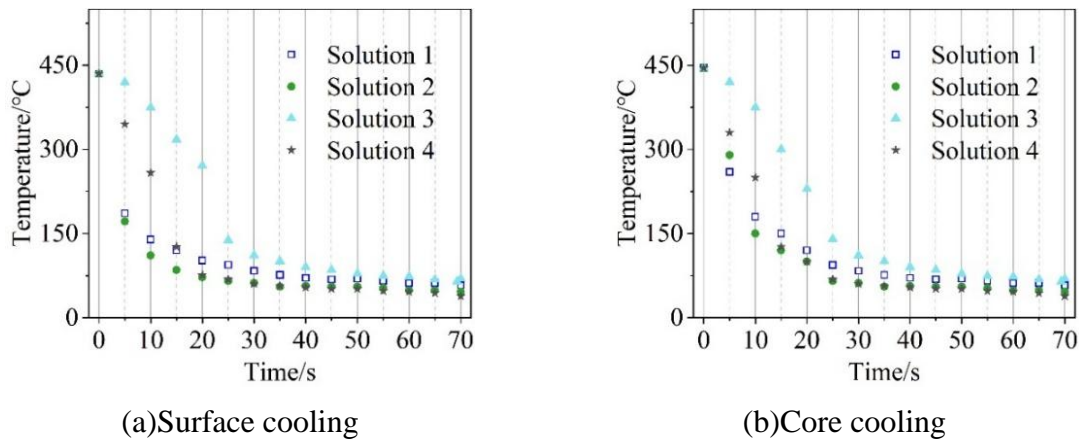 450
300
150
0
Temperature/°C
Solution 1
Solution 2
Solution 3
Solution 4
0 10 20 30 40 50 60 70
Time/s
(a)Surface cooling
450
300
150
0
Temperature/°C
Solution 1
Solution 2
Solution 3
Solution 4
0 10 20 30 40 50 60 70
Time/s
(b)Core cooling